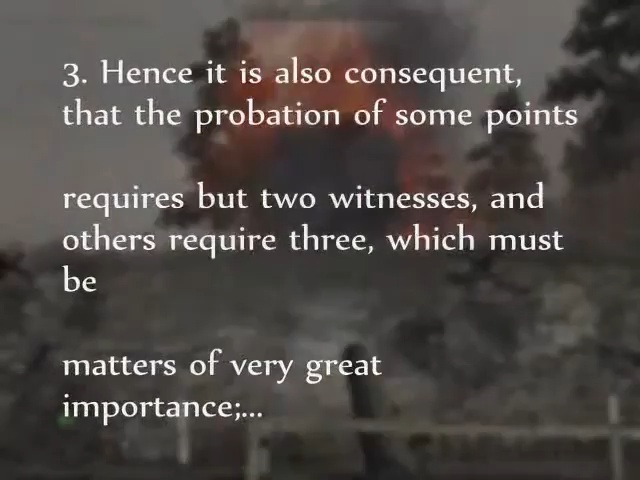 3. Hence it is also consequent,
that the probation of some points
requires but two witnesses, and
others require three, which must
be
matters of very great
importance;...